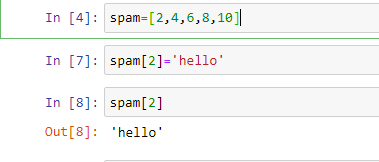 In [4]: spam=[2,4,6,8,10]
In [7]: spam[2]='hello'
In [8]: spam[2]
Out[8]: 'hello'